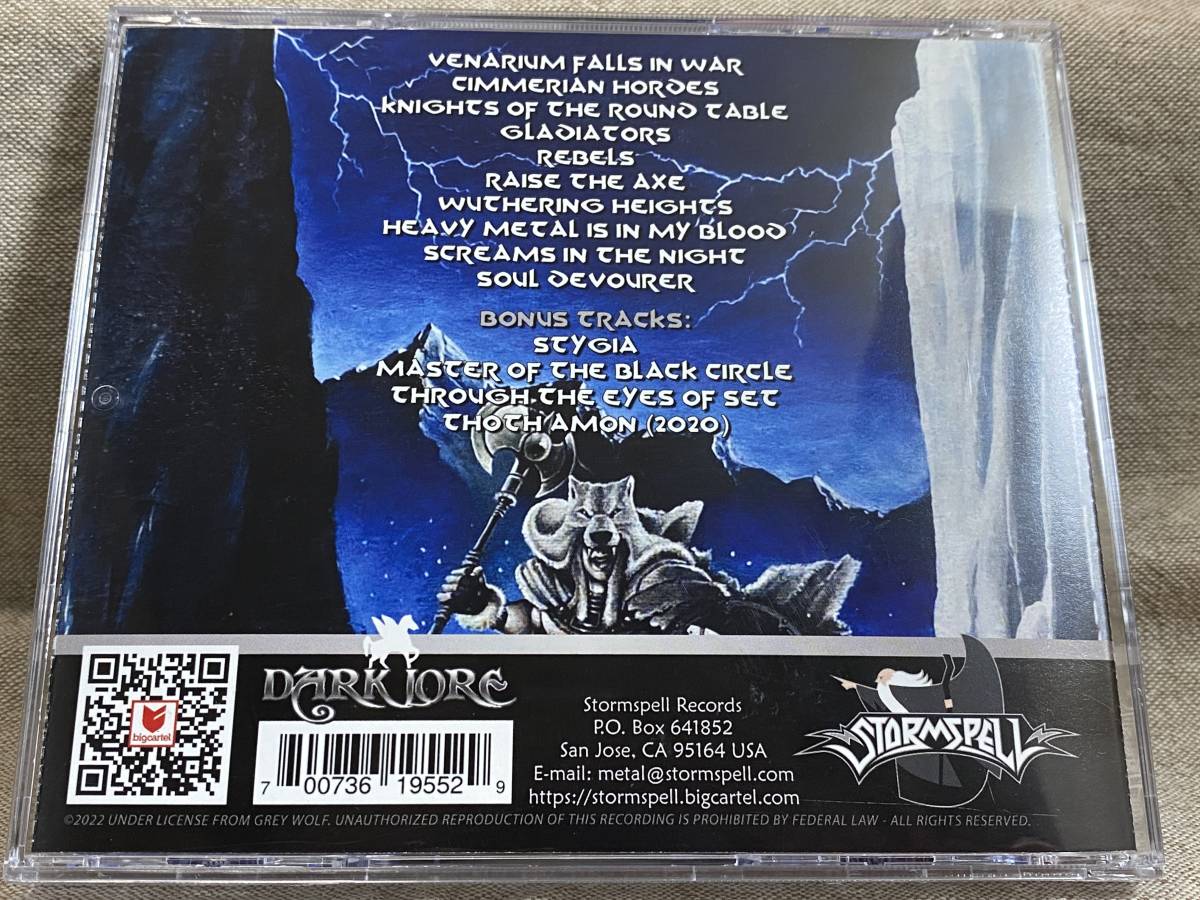 VENARIUM FALLS IN WAR
CIMMERIAN HORDES
KNIGHTS OF THE ROUND TABLE
GLADIATORS
REBELS
RAISE THE AXE
WUTHERING HEIGHTS
HEAVY METAL IS IN MY BLOOD
SCREAMS IN THE NIGHT
SOUL DEVOURER
BONUS TRACKS:
STYGIA
MASTER OF THE BLACK CIRCLE
THROUGH THE EYES OF SET
THOTH AMON (2020)
bigcartel
DARK LORE
7 00736 19552 9
Stormspell Records
P.O. Box 641852
San Jose, CA 95164 USA
E-mail: metal@stormspell.com
https://stormspell.bigcartel.com
STORMSPELL
©2022 UNDER LICENSE FROM GREY WOLF. UNAUTHORIZED REPRODUCTION OF THIS RECORDING IS PROHIBITED BY FEDERAL LAW - ALL RIGHTS RESERVED.